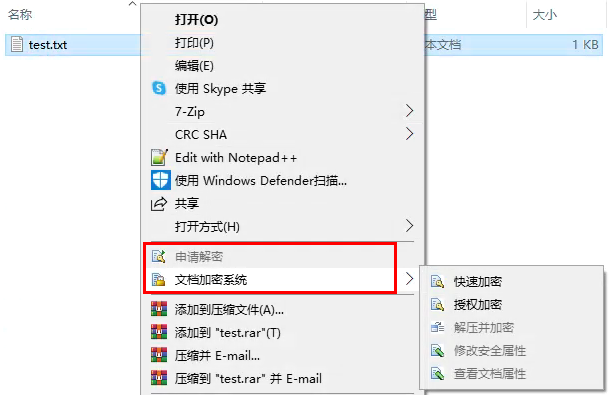 名称 型 大小
打开(O)
打印(P)
test.txt 本文档 1 KB
编辑(E)
使用 Skype 共享
7-Zip
CRC SHA
Edit with Notepad++
使用 Windows Defender扫描...
共享
打开方式(H)
申请解密
文档加密系统
快速加密
授权加密
解压并加密
修改安全属性
查看文档属性
添加到压缩文件(A)...
添加到 "test.rar"(T)
压缩并 E-mail...
压缩到 "test.rar" 并 E-mail